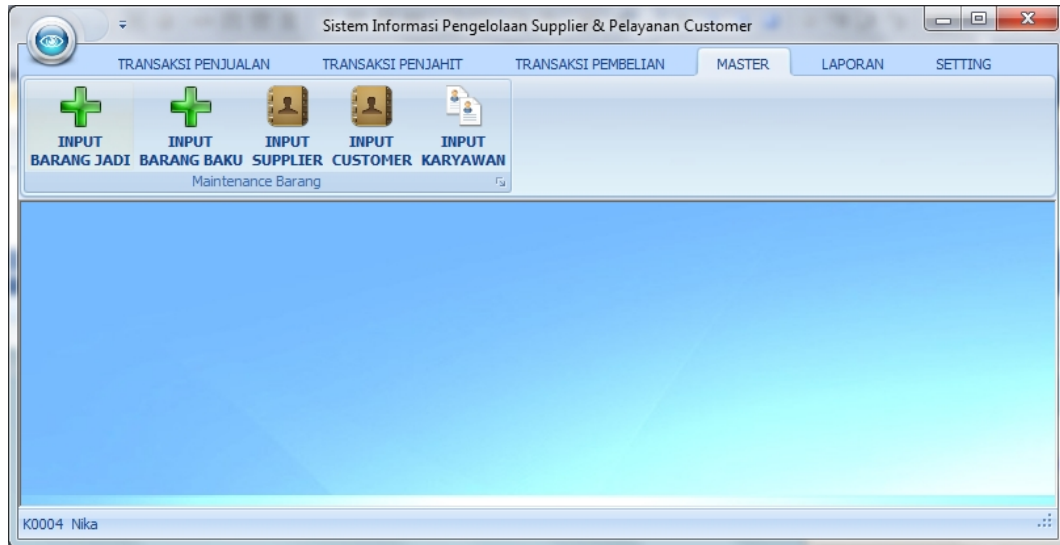 Sistem Informasi Pengelolaan Supplier & Pelayanan Customer
TRANSAKSI PENJUALAN TRANSAKSI PENJAHIT TRANSAKSI PEMBELIAN MASTER LAPORAN SETTING
INPUT INPUT INPUT INPUT INPUT
BARANG JADI BARANG BAKU SUPPLIER CUSTOMER KARYAWAN
Maintenance Barang
K0004 Nika